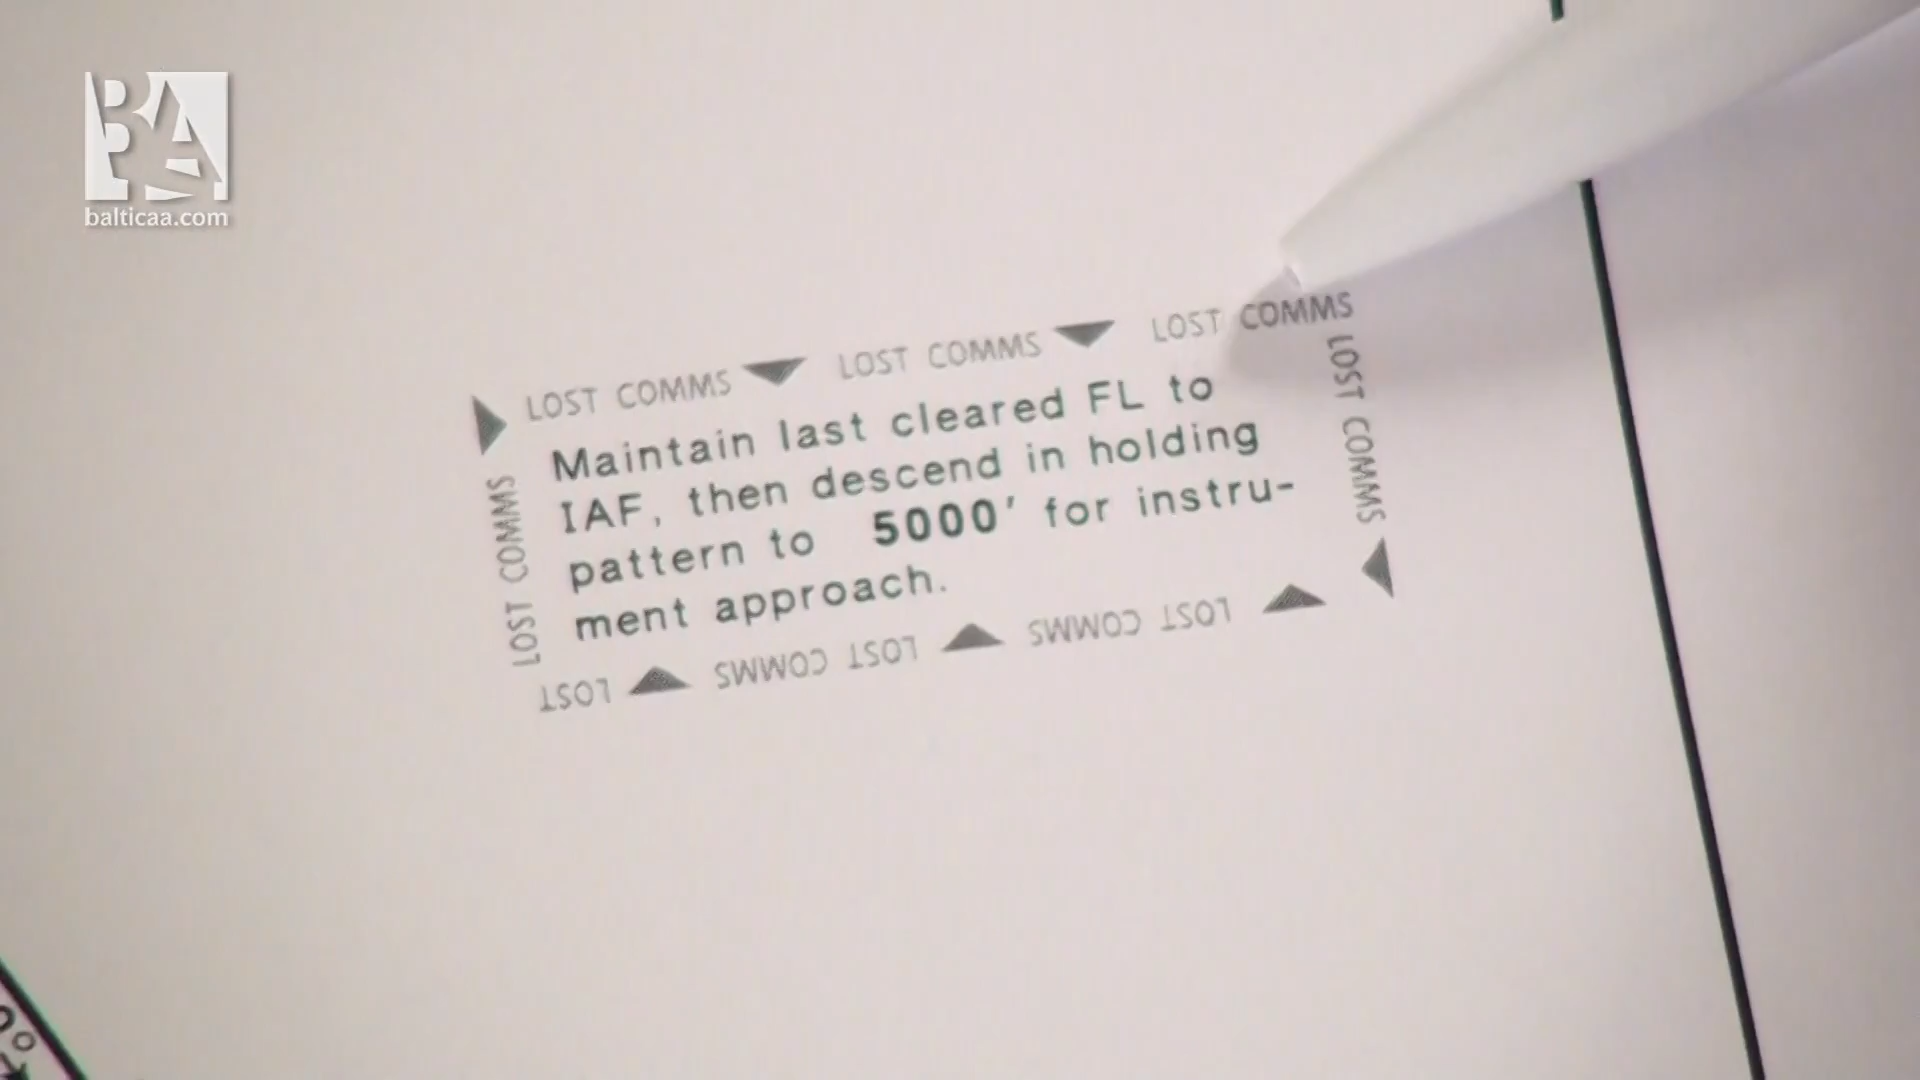 BAA
balticaa.com
LOST COMMS LOST COMMS LOST COMMS
LOST COMMS
Maintain last cleared FL to
IAF, then descend in holding
pattern to 5000' for instru-
ment approach.
LOST COMMS
LOST COMMS LOST COMMS LOST